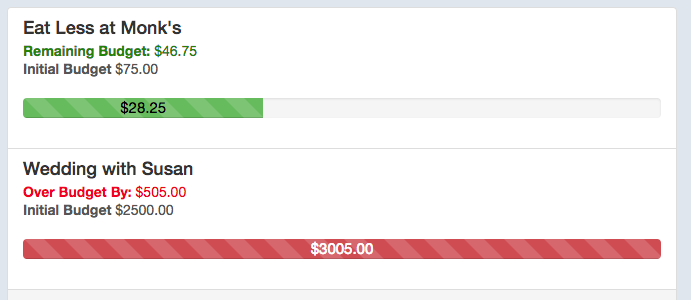 Eat Less at Monk's
Remaining Budget: $46.75
Initial Budget $75.00
$28.25
Wedding with Susan
Over Budget By: $505.00
Initial Budget $2500.00
$3005.00